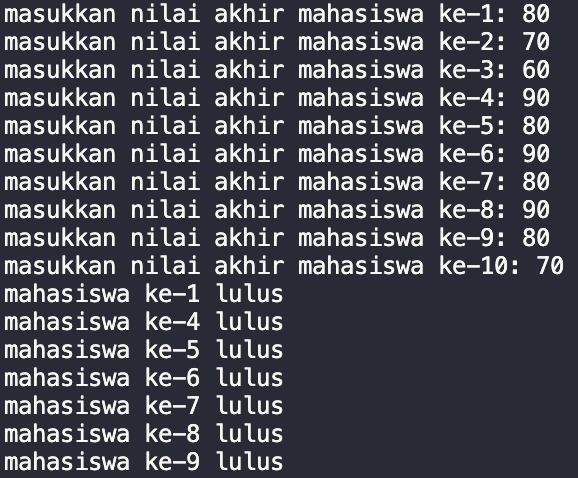 masukkan nilai akhir mahasiswa ke-1: 80
masukkan nilai akhir mahasiswa ke-2: 70
masukkan nilai akhir mahasiswa ke-3: 60
masukkan nilai akhir mahasiswa ke-4: 90
masukkan nilai akhir mahasiswa ke-5: 80
masukkan nilai akhir mahasiswa ke-6: 90
masukkan nilai akhir mahasiswa ke-7: 80
masukkan nilai akhir mahasiswa ke-8: 90
masukkan nilai akhir mahasiswa ke-9: 80
masukkan nilai akhir mahasiswa ke-10: 70
mahasiswa ke-1 lulus
mahasiswa ke-4 lulus
mahasiswa ke-5 lulus
mahasiswa ke-6 lulus
mahasiswa ke-7 lulus
mahasiswa ke-8 lulus
mahasiswa ke-9 lulus